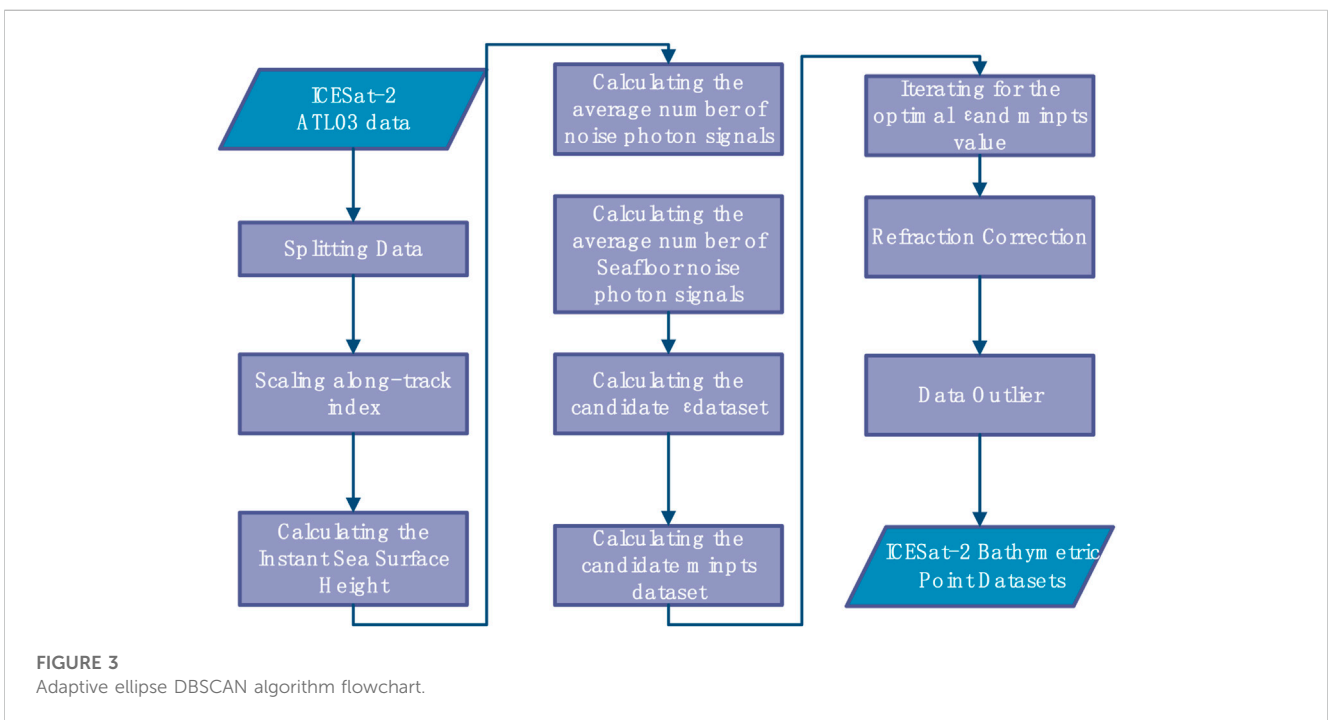 ICESat-2
ATL03 data
Splitting Data
Scaling along-track
index
Calculating the
Instant Sea Surface
Height
Calculating the
average number of
noise photon signals
Calculating the
average number of
Seafloor noise
photon signals
Calculating the
candidate ε dataset
Calculating the
candidate minpts
dataset
Iterating for the
optimal ε and minpts
value
Refraction Correction
Data Outlier
ICESat-2 Bathymetric
Point Datasets
FIGURE 3
Adaptive ellipse DBSCAN algorithm flowchart.